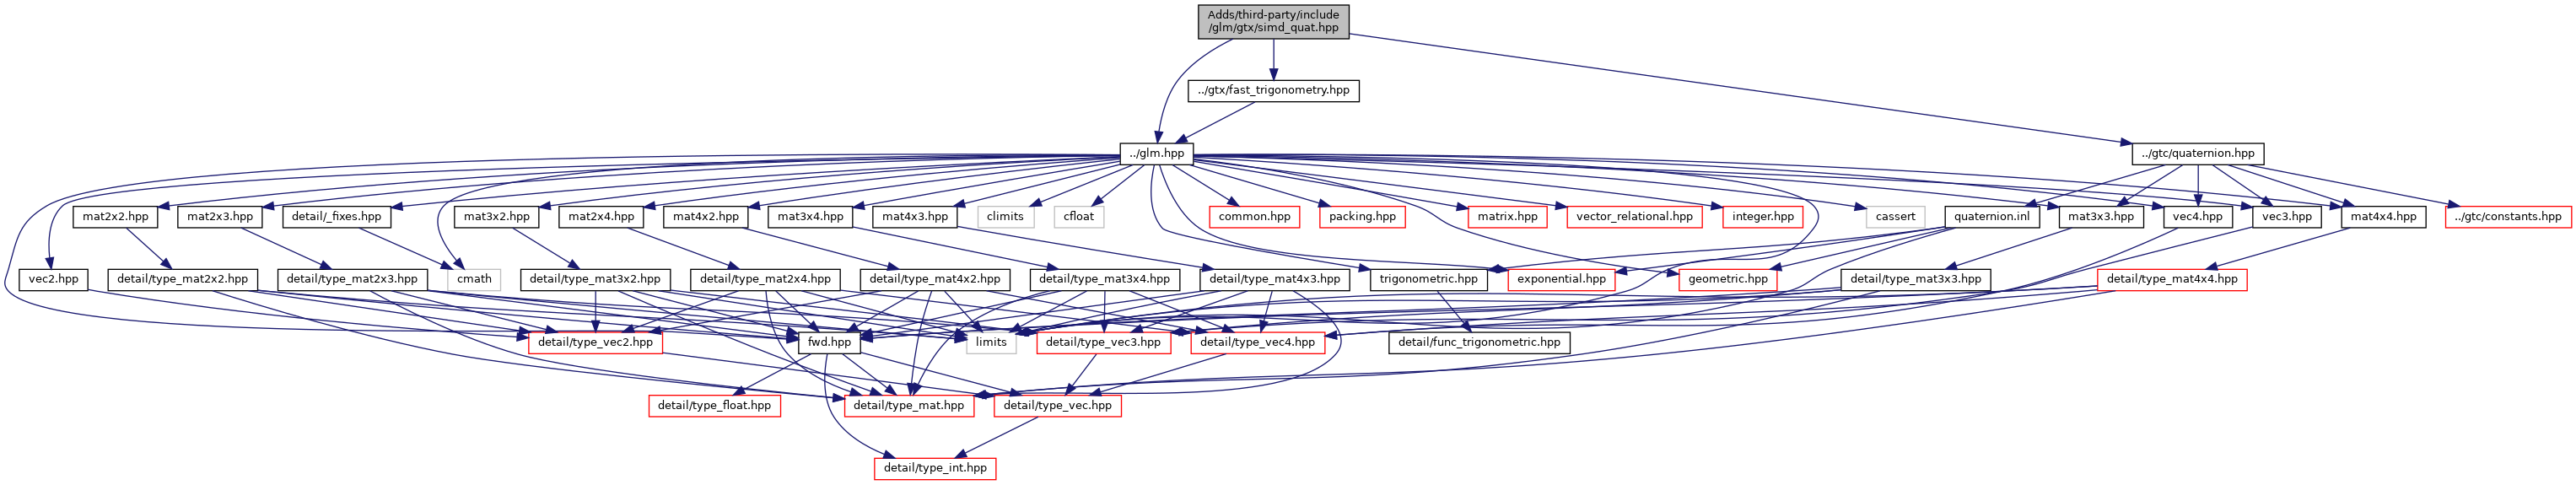 Adds/third-party/include
/glm/gtx/simd_quat.hpp
../gtx/fast_trigonometry.hpp
../glm.hpp
../gtc/quaternion.hpp
mat2x2.hpp
mat2x3.hpp
detail/_fixes.hpp
mat3x2.hpp
mat2x4.hpp
mat4x2.hpp
mat3x4.hpp
mat4x3.hpp
climits
cfloat
common.hpp
packing.hpp
matrix.hpp
vector_relational.hpp
integer.hpp
cassert
quaternion.inl
mat3x3.hpp
vec4.hpp
vec3.hpp
mat4x4.hpp
../gtc/constants.hpp
vec2.hpp
detail/type_mat2x2.hpp
detail/type_mat2x3.hpp
cmath
detail/type_mat3x2.hpp
detail/type_mat2x4.hpp
detail/type_mat4x2.hpp
detail/type_mat3x4.hpp
detail/type_mat4x3.hpp
trigonometric.hpp
exponential.hpp
geometric.hpp
detail/type_mat3x3.hpp
detail/type_mat4x4.hpp
detail/type_vec2.hpp
fwd.hpp
limits
detail/type_vec3.hpp
detail/type_vec4.hpp
detail/func_trigonometric.hpp
detail/type_float.hpp
detail/type_mat.hpp
detail/type_vec.hpp
detail/type_int.hpp